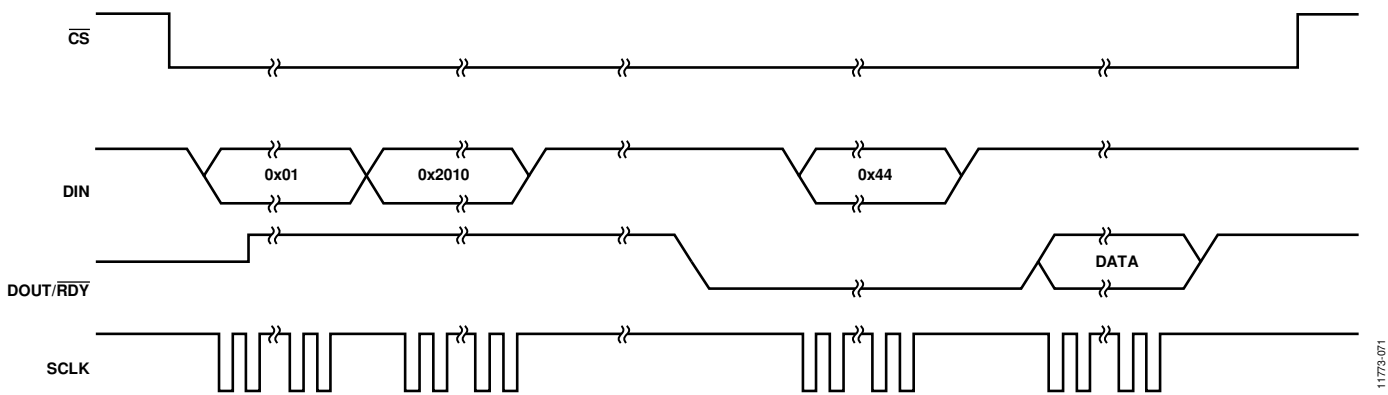 CS
DIN
0x01
0x2010
0x44
DOUT/RDY
DATA
SCLK
11773-071